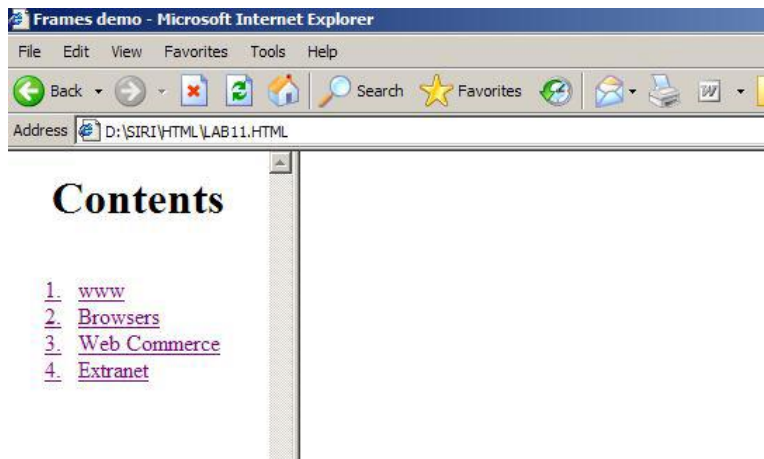 Frames demo - Microsoft Internet Explorer
File Edit View Favorites Tools Help
Back Search Favorites W
Address D:\SIRI\HTML\LAB11.HTML
Contents
1. www
2. Browsers
3. Web Commerce
4. Extranet